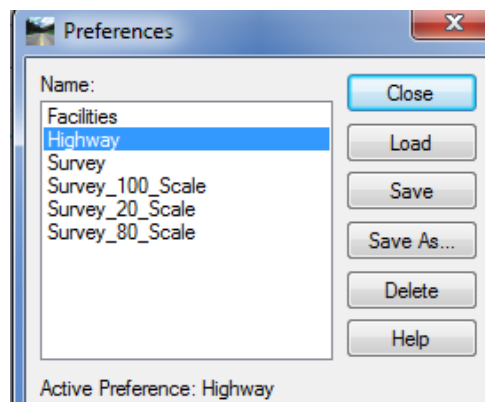 Preferences
Name:
Facilities
Highway
Survey
Survey_100_Scale
Survey_20_Scale
Survey_80_Scale
Close
Load
Save
Save As...
Delete
Help
Active Preference: Highway